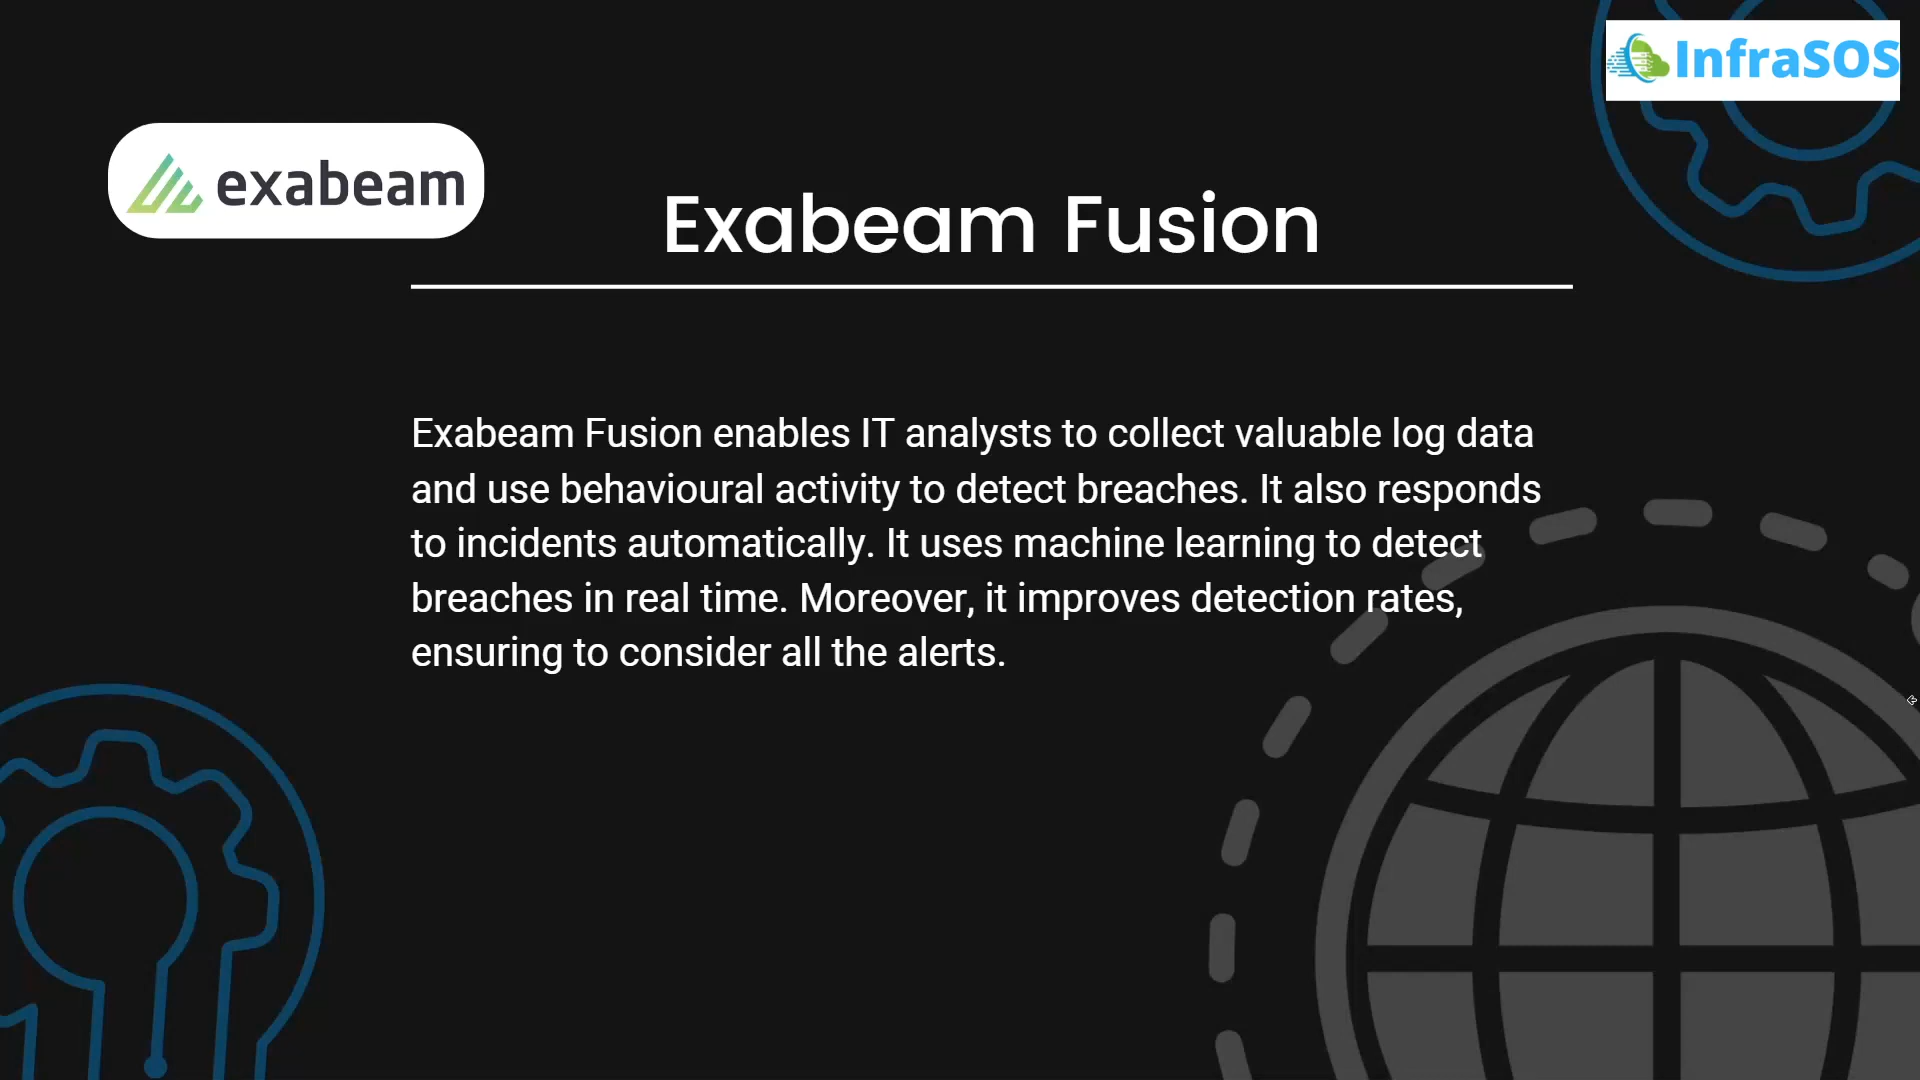 InfraSOS
exabeam
Exabeam Fusion
Exabeam Fusion enables IT analysts to collect valuable log data
and use behavioural activity to detect breaches. It also responds
to incidents automatically. It uses machine learning to detect
breaches in real time. Moreover, it improves detection rates,
ensuring to consider all the alerts.